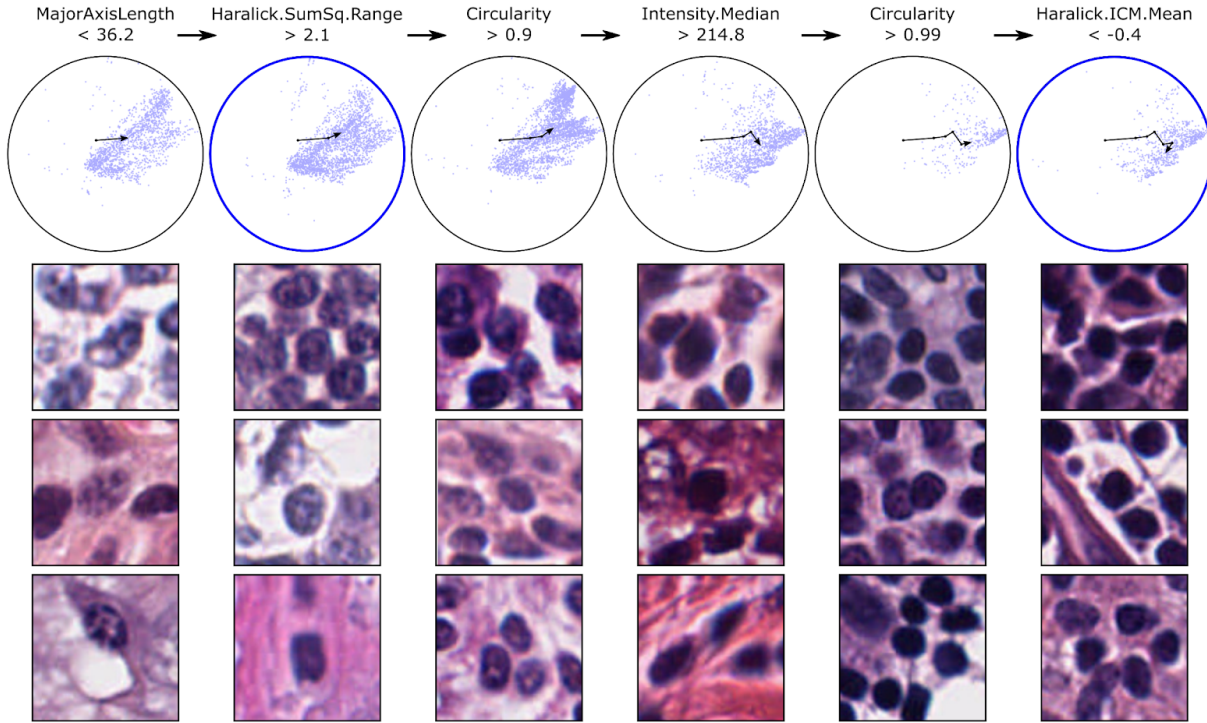 MajorAxisLength
< 36.2
Haralick.SumSq.Range
> 2.1
Circularity
> 0.9
Intensity.Median
> 214.8
Circularity
> 0.99
Haralick.ICM.Mean
< -0.4